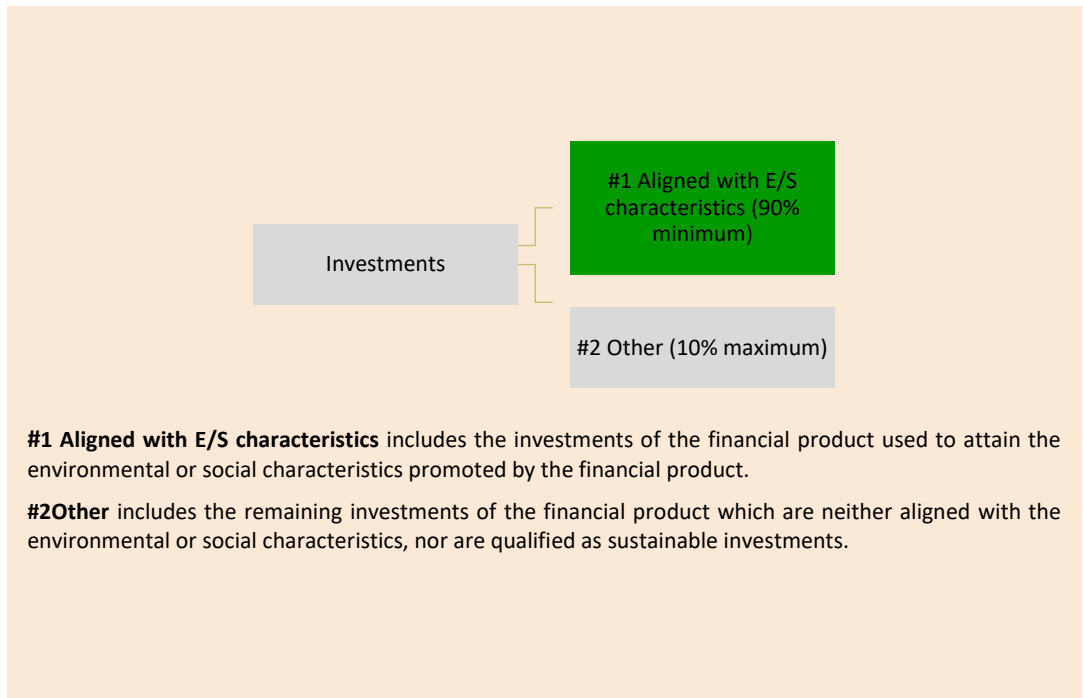 #1 Aligned with E/S
characteristics (90%
minimum)
Investments
#2 Other (10% maximum)
#1 Aligned with E/S characteristics includes the investments of the financial product used to attain the
environmental or social characteristics promoted by the financial product.
#2Other includes the remaining investments of the financial product which are neither aligned with the
environmental or social characteristics, nor are qualified as sustainable investments.